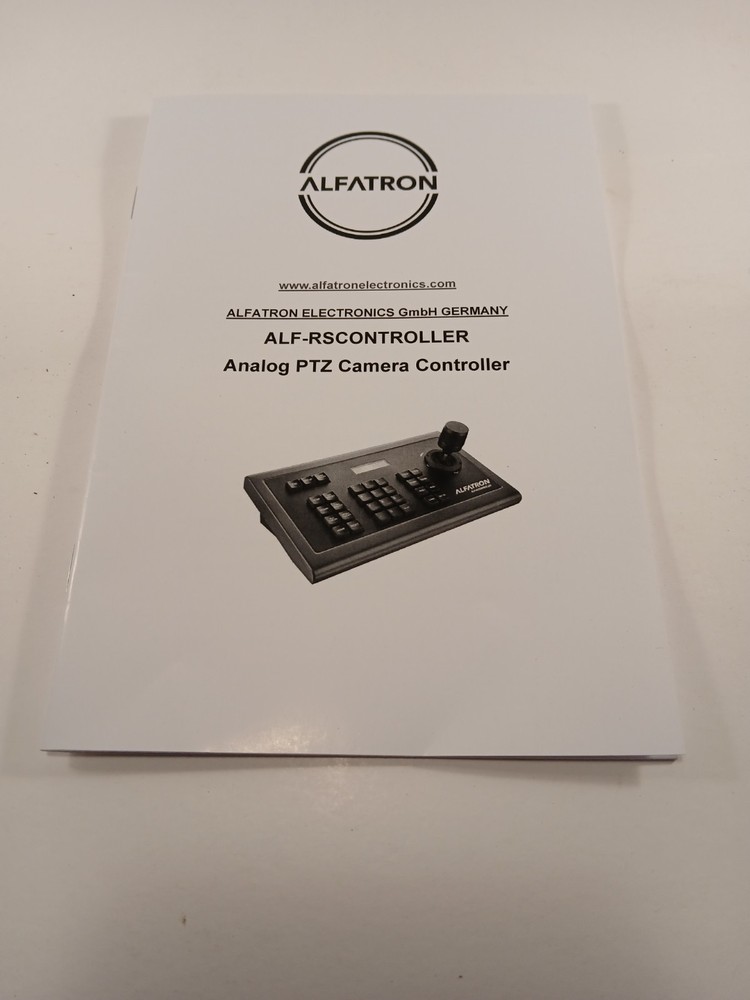 ALFATRON
www.alfatronelectronics.com
ALFATRON ELECTRONICS GmbH GERMANY
ALF-RSCONTROLLER
Analog PTZ Camera Controller
ALFATRON